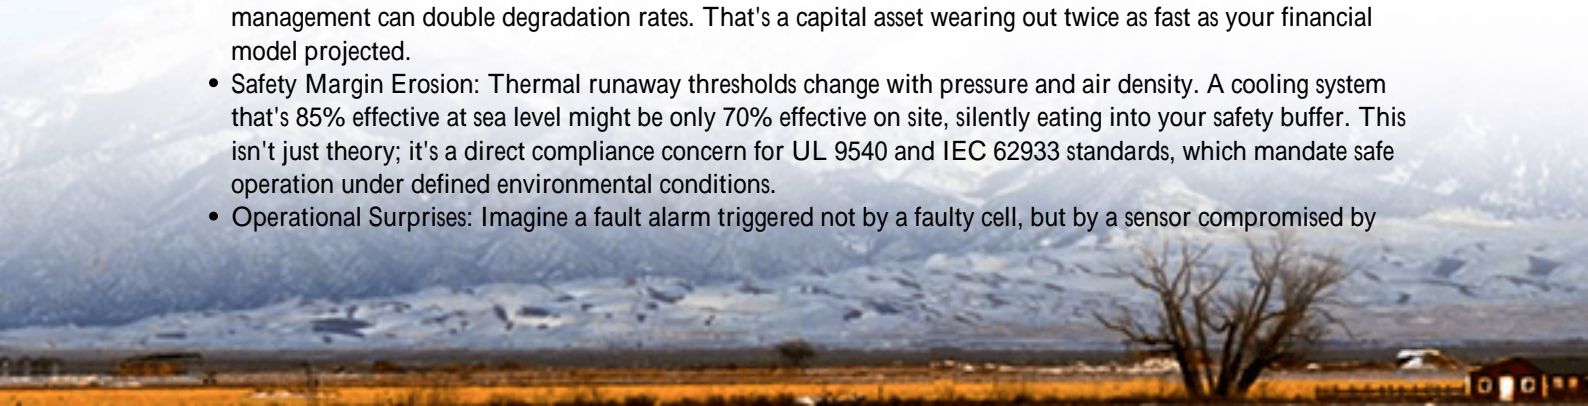 management can double degradation rates. That's a capital asset wearing out twice as fast as your financial
model projected.
• Safety Margin Erosion: Thermal runaway thresholds change with pressure and air density. A cooling system
that's 85% effective at sea level might be only 70% effective on site, silently eating into your safety buffer. This
isn't just theory; it's a direct compliance concern for UL 9540 and IEC 62933 standards, which mandate safe
operation under defined environmental conditions.
• Operational Surprises: Imagine a fault alarm triggered not by a faulty cell, but by a sensor compromised by